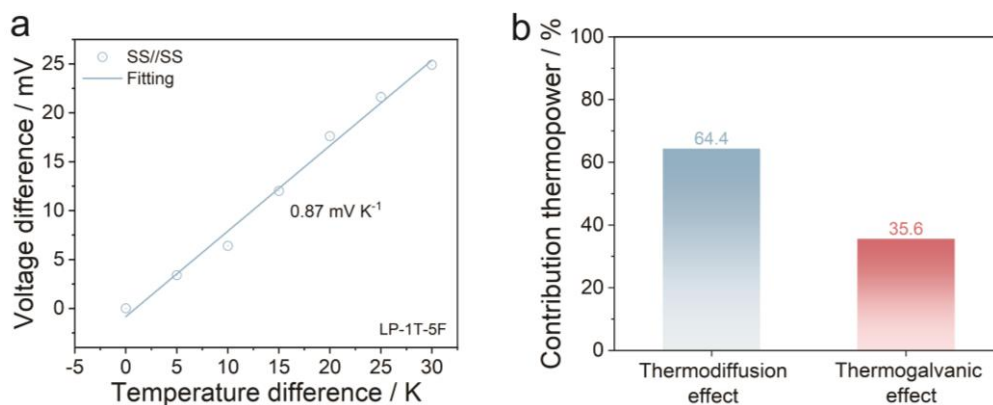 a
SS//SS
Fitting
Voltage difference / mV
25
20
15
10
5
0
0.87 mV K⁻¹
LP-1T-5F
-5 0 5 10 15 20 25 30
Temperature difference / K
b
Contribution thermopower / %
100
80
60
40
20
0
64.4
35.6
Thermodiffusion effect
Thermogalvanic effect